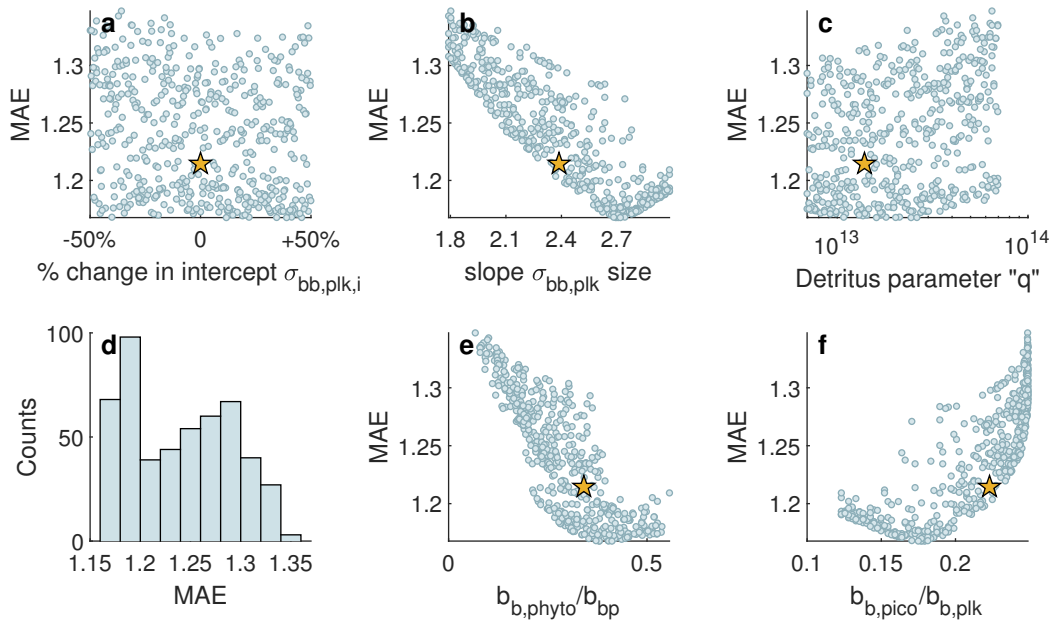 a
MAE
1.3
1.25
1.2
-50% 0 +50%
% change in intercept σbb,plk,i
b
MAE
1.3
1.25
1.2
1.8 2.1 2.4 2.7
slope σbb,plk size
c
MAE
1.3
1.25
1.2
10^13 10^14
Detritus parameter "q"
d
Counts
100
50
0
1.15 1.2 1.25 1.3 1.35
MAE
e
MAE
1.3
1.25
1.2
0 0.5
bb,phyto/bbp
f
MAE
1.3
1.25
1.2
0.1 0.2
bb,pico/bb,plk